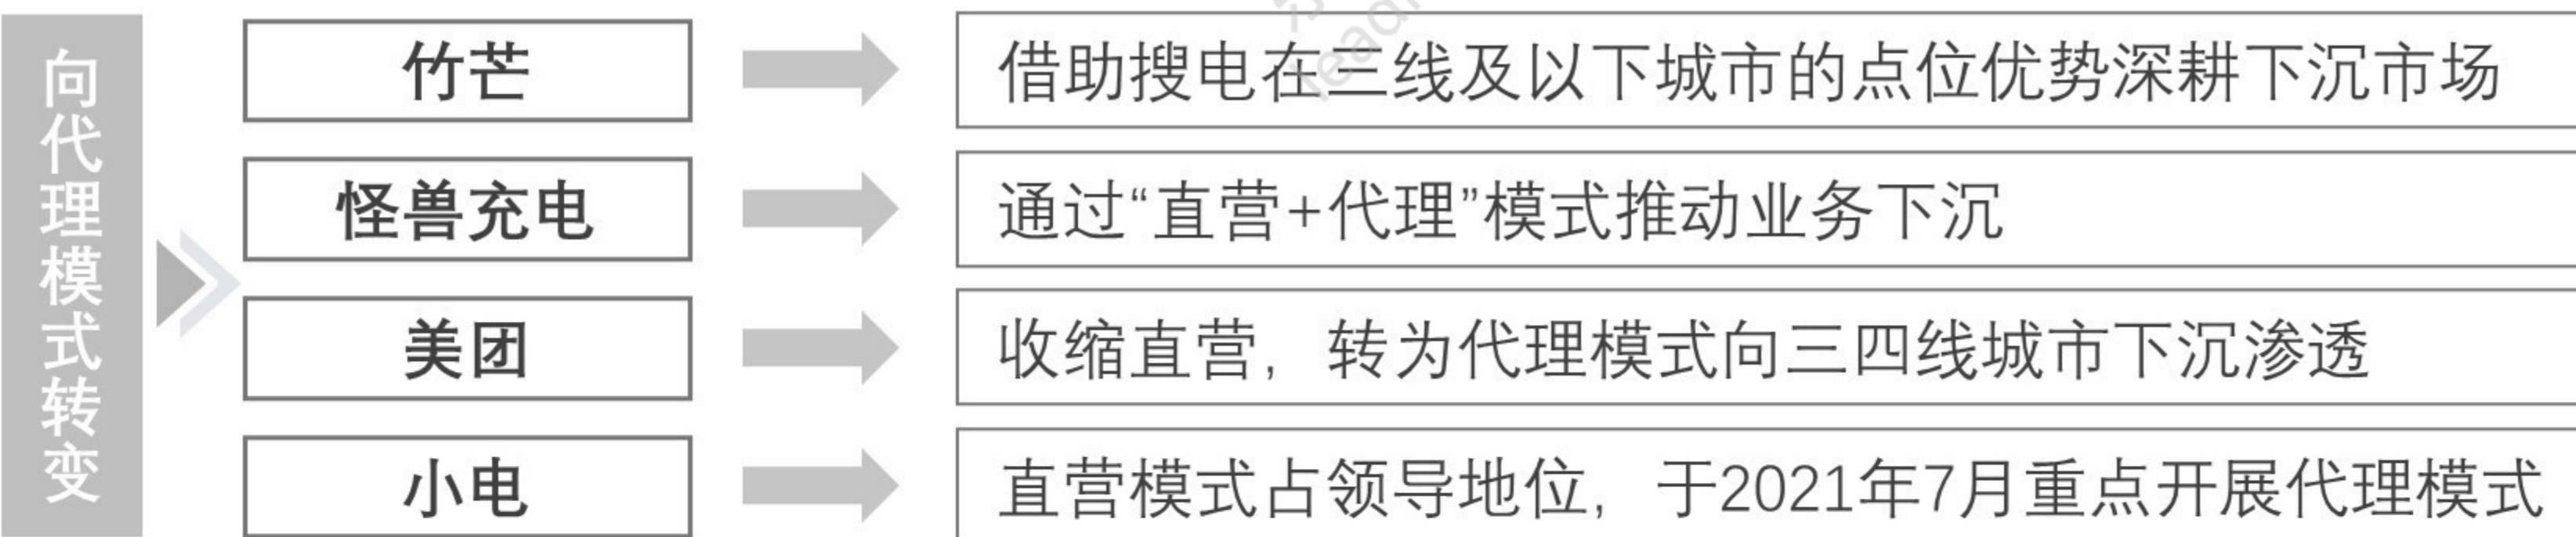 向代理模式转变
竹芒
借助搜电在三线及以下城市的点位优势深耕下沉市场
怪兽充电
通过“直营+代理”模式推动业务下沉
美团
收缩直营，转为代理模式向三四线城市下沉渗透
小电
直营模式占领导地位，于2021年7月重点开展代理模式